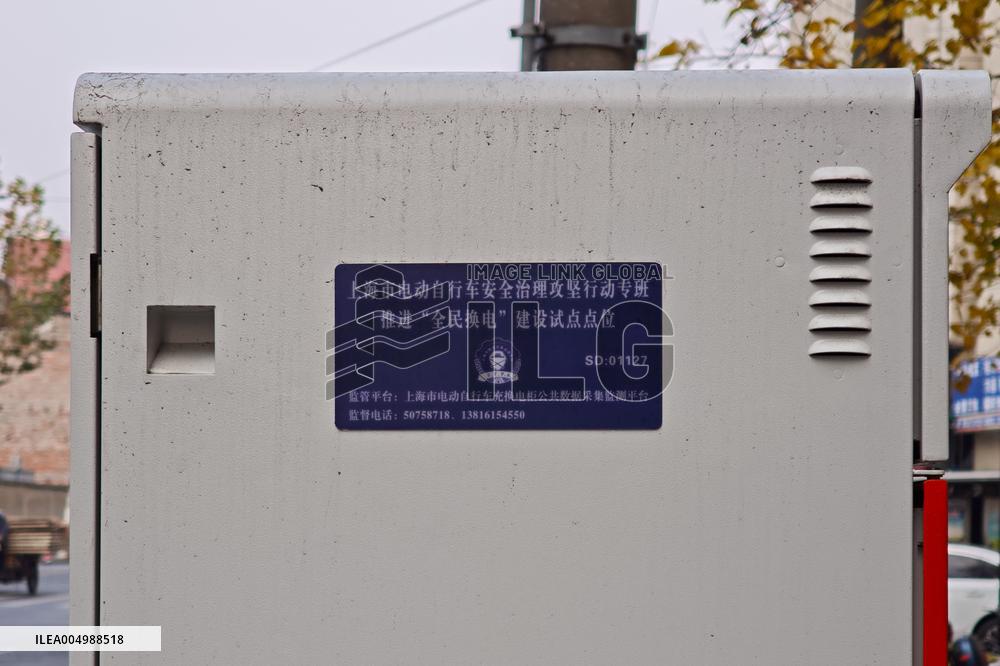 IMAGE LINK GLOBAL
上海市电动自行车安全治理攻坚行动专班
推进“全民换电”建设试点点位
ILG
SD:01127
监管平台：上海市电动自行车充换电柜公共数据采集监测平台
监督电话：50758718、13816154550
ILEA004988518